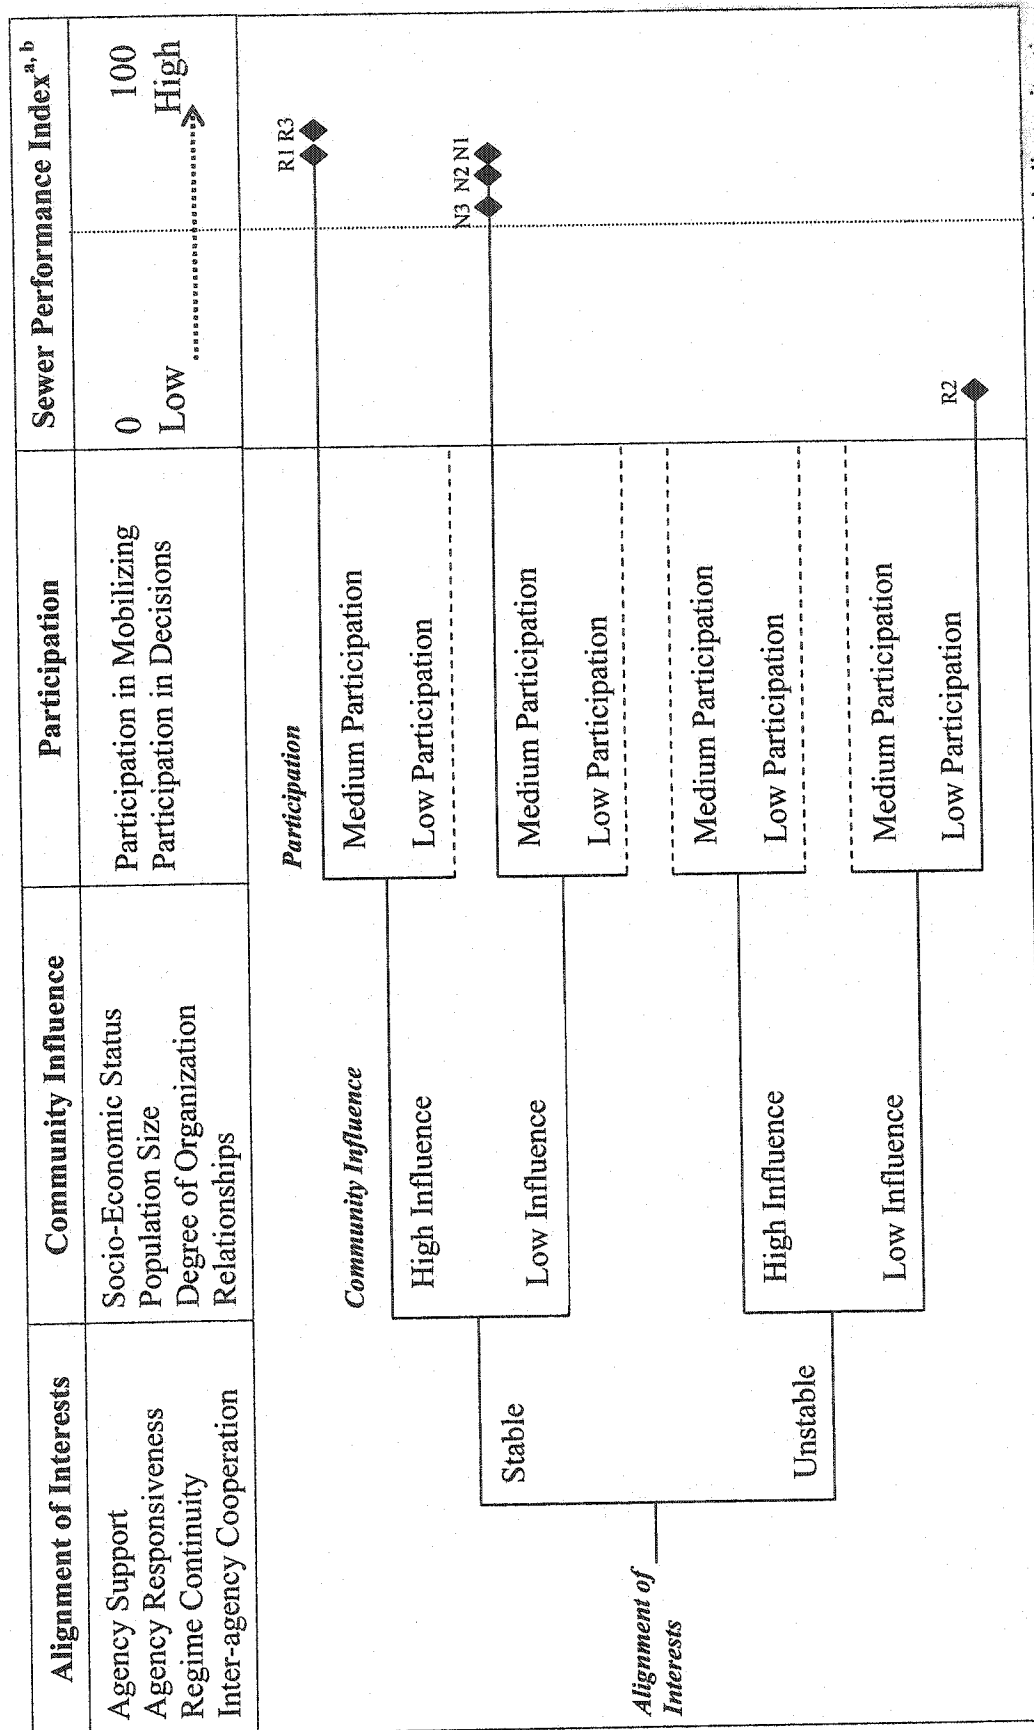 Alignment of Interests
Community Influence
Participation
Sewer Performance Index a, b
Agency Support
Agency Responsiveness
Regime Continuity
Inter-agency Cooperation
Socio-Economic Status
Population Size
Degree of Organization
Relationships
Participation in Mobilizing
Participation in Decisions
0 100
Low High
Participation
R1 R3
Medium Participation
Community Influence
Low Participation
High Influence
N3 N2 N1
Stable
Medium Participation
Low Influence
Low Participation
Alignment of
Interests
Medium Participation
High Influence
Low Participation
Unstable
Medium Participation
Low Influence
Low Participation
R2